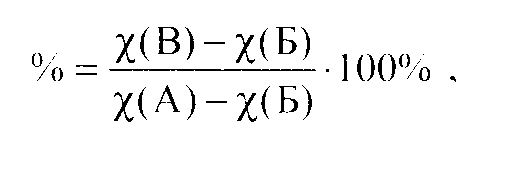 % = χ(В) − χ(Б) / χ(А) − χ(Б) · 100% ,